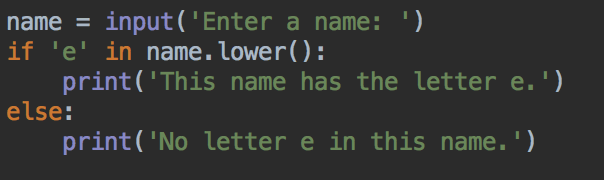 name = input('Enter a name: ')
if 'e' in name.lower():
    print('This name has the letter e.')
else:
    print('No letter e in this name.')